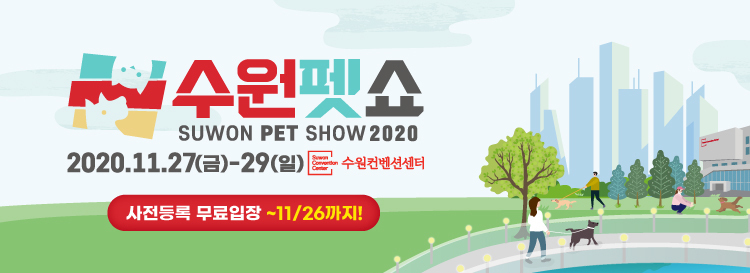 수원펫쇼
SUWON PET SHOW 2020
2020.11.27(금)-29(일) Suwon Convention Center 수원컨벤션센터
사전등록 무료입장 ~11/26까지!